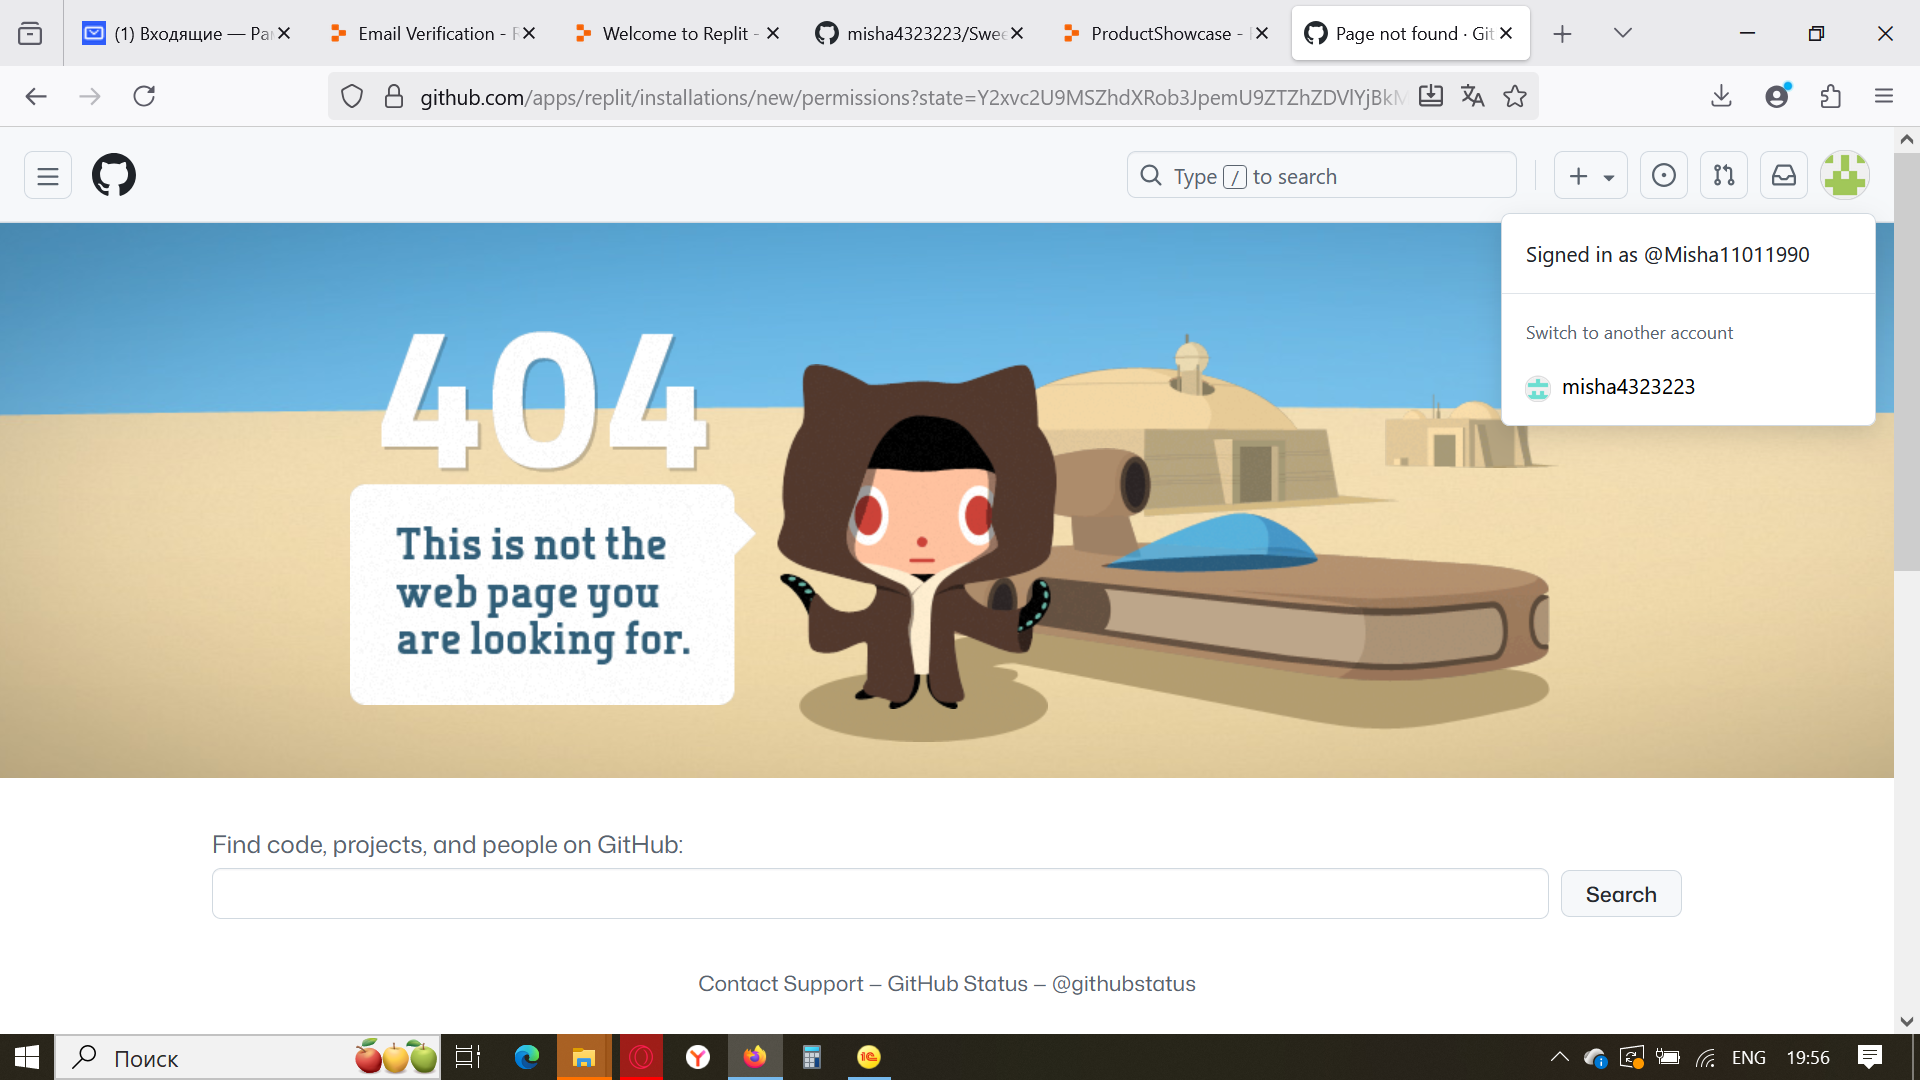 (1) Входящие — Ра
Email Verification - R
Welcome to Replit -
misha4323223/Swee
ProductShowcase -
Page not found · Git
github.com/apps/replit/installations/new/permissions?state=Y2xvc2U9MSZhdXRob3JpemU9ZTZhZDVlYjBkM
Type / to search
Signed in as @Misha11011990
Switch to another account
misha4323223
404
This is not the
web page you
are looking for.
Find code, projects, and people on GitHub:
Search
Contact Support — GitHub Status — @githubstatus
Поиск
ENG
19:56